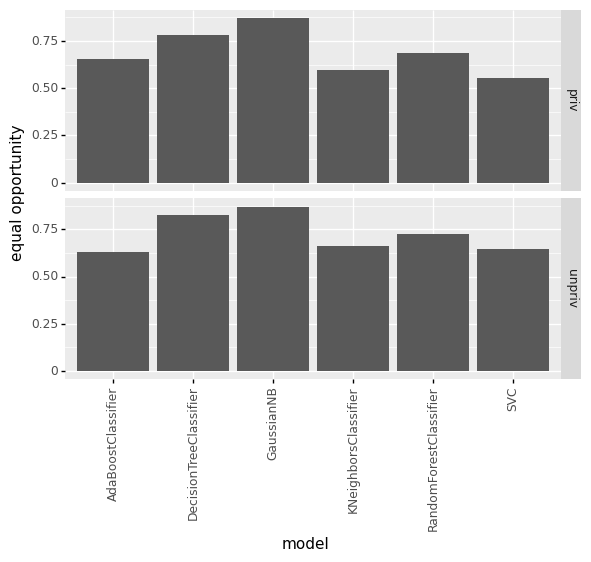 equal opportunity
0.75
0.50
0.25
0
priv
0.75
0.50
0.25
0
unpriv
AdaBoostClassifier
DecisionTreeClassifier
GaussianNB
KNeighborsClassifier
RandomForestClassifier
SVC
model